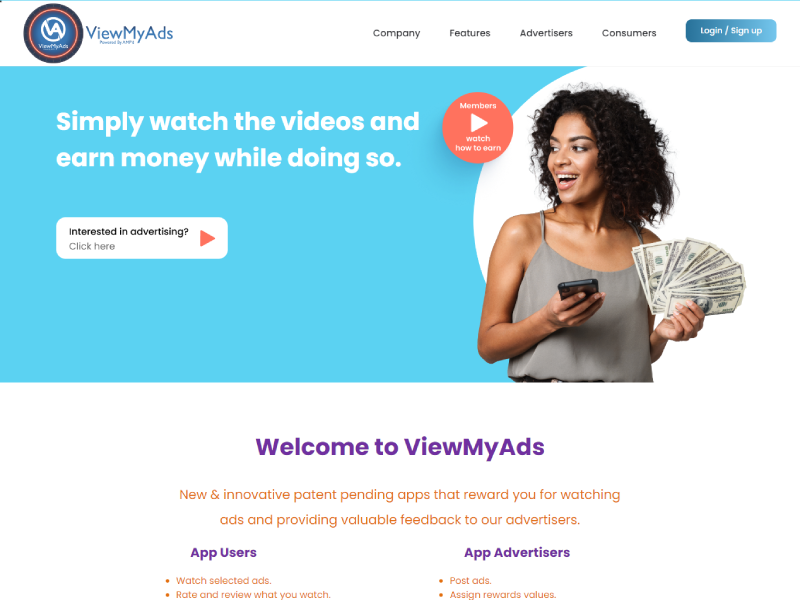 VA
ViewMyAds
ViewMyAds
Powered By AMPII
Company
Features
Advertisers
Consumers
Login / Sign up
Simply watch the videos and
earn money while doing so.
Members
watch
how to earn
Interested in advertising?
Click here
Welcome to ViewMyAds
New & innovative patent pending apps that reward you for watching
ads and providing valuable feedback to our advertisers.
App Users
Watch selected ads.
Rate and review what you watch.
App Advertisers
Post ads.
Assign rewards values.